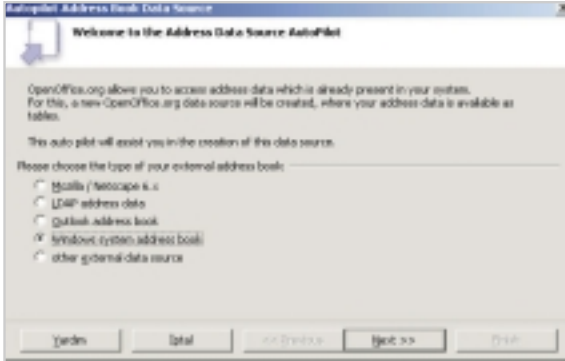 Autopilot Address Book Data Source
Welcome to the Address Data Source AutoPilot
OpenOffice.org allows you to access address data which is already present in your system.
For this, a new OpenOffice.org data source will be created, where your address data is available as
tables.
This auto pilot will assist you in the creation of this data source.
Please choose the type of your external address book:
Mozilla / Netscape 6.x
LDAP address data
Outlook address book
Windows system address book
other external data source
Yardım
İptal
<< Previous
Next >>
Finish